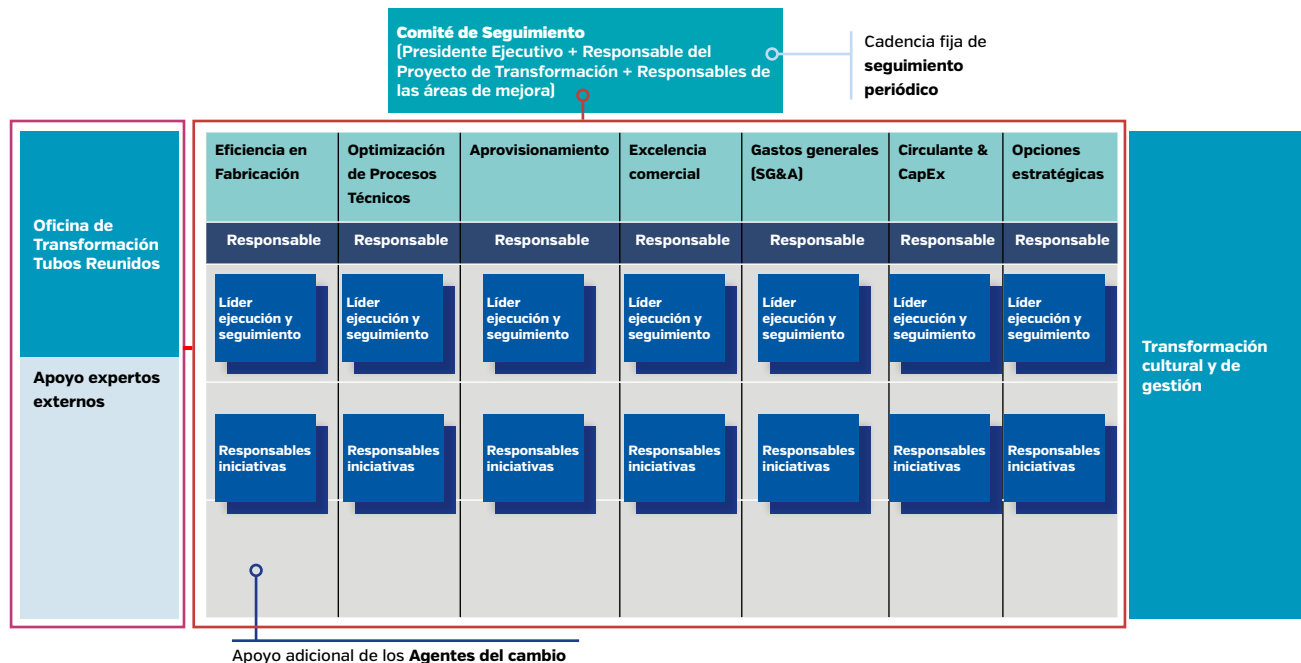 Comité de Seguimiento
(Presidente Ejecutivo + Responsable del
Proyecto de Transformación + Responsables de
las áreas de mejora)
Cadencia fija de
seguimiento
periódico
Oficina de
Transformación
Tubos Reunidos
Apoyo expertos
externos
Eficiencia en
Fabricación
Optimización
de Procesos
Técnicos
Aprovisionamiento
Excelencia
comercial
Gastos generales
(SG&A)
Circulante &
CapEx
Opciones
estratégicas
Responsable
Responsable
Responsable
Responsable
Responsable
Responsable
Responsable
Líder
ejecución y
seguimiento
Líder
ejecución y
seguimiento
Líder
ejecución y
seguimiento
Líder
ejecución y
seguimiento
Líder
ejecución y
seguimiento
Líder
ejecución y
seguimiento
Líder
ejecución y
seguimiento
Responsables
iniciativas
Responsables
iniciativas
Responsables
iniciativas
Responsables
iniciativas
Responsables
iniciativas
Responsables
iniciativas
Responsables
iniciativas
Transformación
cultural y de
gestión
Apoyo adicional de los Agentes del cambio